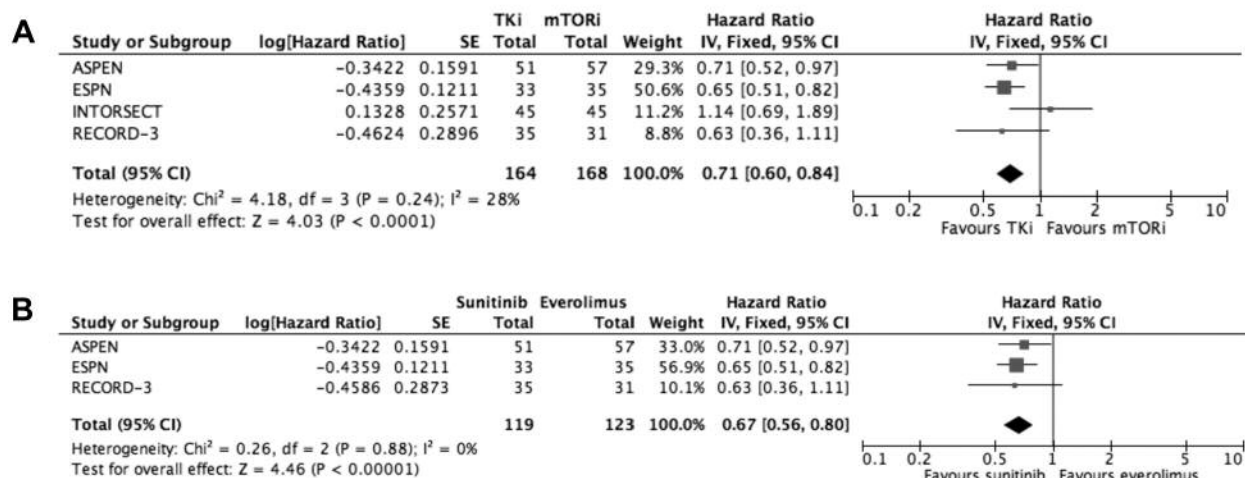 A
TKi mTORi Hazard Ratio Hazard Ratio
Study or Subgroup log[Hazard Ratio] SE Total Total Weight IV, Fixed, 95% CI IV, Fixed, 95% CI
ASPEN -0.3422 0.1591 51 57 29.3% 0.71 [0.52, 0.97]
ESPN -0.4359 0.1211 33 35 50.6% 0.65 [0.51, 0.82]
INTORSECT 0.1328 0.2571 45 45 11.2% 1.14 [0.69, 1.89]
RECORD-3 -0.4624 0.2896 35 31 8.8% 0.63 [0.36, 1.11]
Total (95% CI) 164 168 100.0% 0.71 [0.60, 0.84]
Heterogeneity: Chi² = 4.18, df = 3 (P = 0.24); I² = 28%
Test for overall effect: Z = 4.03 (P < 0.0001)
0.1 0.2 0.5 1 2 5 10
Favours TKi Favours mTORi
B
Sunitinib Everolimus Hazard Ratio Hazard Ratio
Study or Subgroup log[Hazard Ratio] SE Total Total Weight IV, Fixed, 95% CI IV, Fixed, 95% CI
ASPEN -0.3422 0.1591 51 57 33.0% 0.71 [0.52, 0.97]
ESPN -0.4359 0.1211 33 35 56.9% 0.65 [0.51, 0.82]
RECORD-3 -0.4586 0.2873 35 31 10.1% 0.63 [0.36, 1.11]
Total (95% CI) 119 123 100.0% 0.67 [0.56, 0.80]
Heterogeneity: Chi² = 0.26, df = 2 (P = 0.88); I² = 0%
Test for overall effect: Z = 4.46 (P < 0.00001)
0.1 0.2 0.5 1 2 5 10
Favours sunitinib Favours everolimus